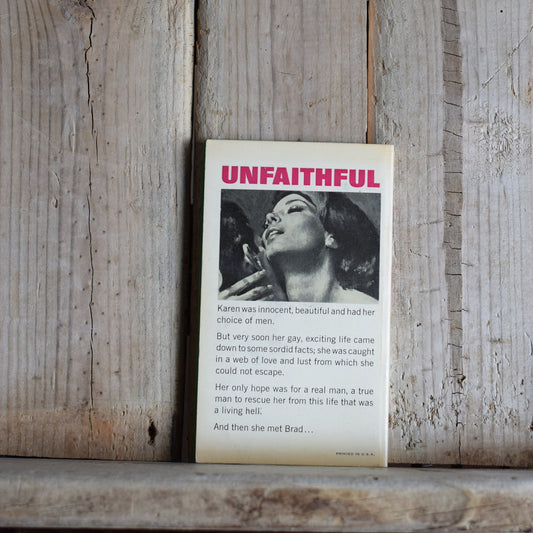 UNFAITHFUL
Karen was innocent, beautiful and had her
choice of men.
But very soon her gay, exciting life came
down to some sordid facts; she was caught
in a web of love and lust from which she
could not escape.
Her only hope was for a real man, a true
man to rescue her from this life that was
a living hell.
And then she met Brad...
PRINTED IN U.S.A.